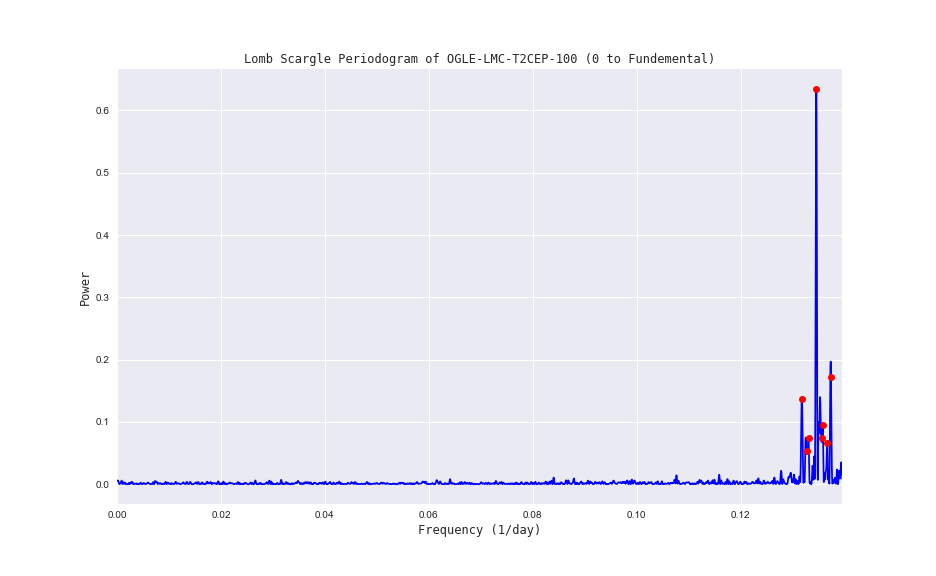 Lomb Scargle Periodogram of OGLE-LMC-T2CEP-100 (0 to Fundemental)
0.6
0.5
0.4
0.3
0.2
0.1
0.0
Power
0.00 0.02 0.04 0.06 0.08 0.10 0.12
Frequency (1/day)